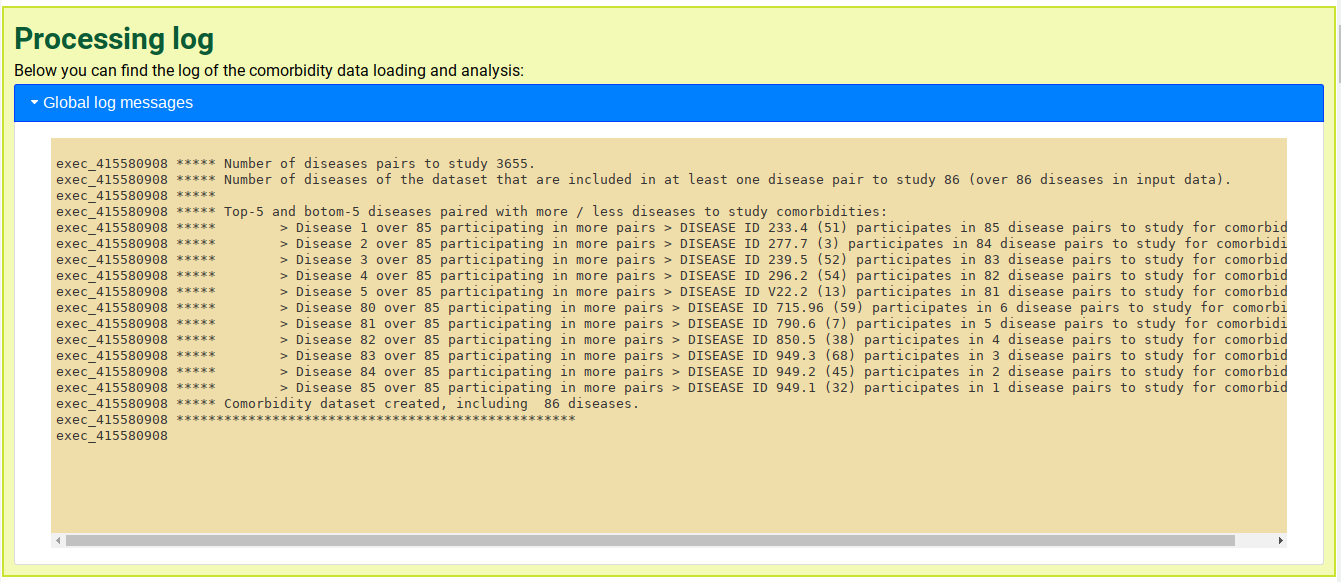 Processing log
Below you can find the log of the comorbidity data loading and analysis:
Global log messages
exec_415580908 ***** Number of diseases pairs to study 3655.
exec_415580908 ***** Number of diseases of the dataset that are included in at least one disease pair to study 86 (over 86 diseases in input data).
exec_415580908 *****
exec_415580908 ***** Top-5 and botom-5 diseases paired with more / less diseases to study comorbidities:
exec_415580908 *****        > Disease 1 over 85 participating in more pairs > DISEASE ID 233.4 (51) participates in 85 disease pairs to study for comorbid
exec_415580908 *****        > Disease 2 over 85 participating in more pairs > DISEASE ID 277.7 (3) participates in 84 disease pairs to study for comorbidi
exec_415580908 *****        > Disease 3 over 85 participating in more pairs > DISEASE ID 239.5 (52) participates in 83 disease pairs to study for comorbid
exec_415580908 *****        > Disease 4 over 85 participating in more pairs > DISEASE ID 296.2 (54) participates in 82 disease pairs to study for comorbid
exec_415580908 *****        > Disease 5 over 85 participating in more pairs > DISEASE ID V22.2 (13) participates in 81 disease pairs to study for comorbid
exec_415580908 *****        > Disease 80 over 85 participating in more pairs > DISEASE ID 715.96 (59) participates in 6 disease pairs to study for comorbi
exec_415580908 *****        > Disease 81 over 85 participating in more pairs > DISEASE ID 790.6 (7) participates in 5 disease pairs to study for comorbidi
exec_415580908 *****        > Disease 82 over 85 participating in more pairs > DISEASE ID 850.5 (38) participates in 4 disease pairs to study for comorbid
exec_415580908 *****        > Disease 83 over 85 participating in more pairs > DISEASE ID 949.3 (68) participates in 3 disease pairs to study for comorbid
exec_415580908 *****        > Disease 84 over 85 participating in more pairs > DISEASE ID 949.2 (45) participates in 2 disease pairs to study for comorbid
exec_415580908 *****        > Disease 85 over 85 participating in more pairs > DISEASE ID 949.1 (32) participates in 1 disease pairs to study for comorbid
exec_415580908 ***** Comorbidity dataset created, including  86 diseases.
exec_415580908 **************************************************
exec_415580908